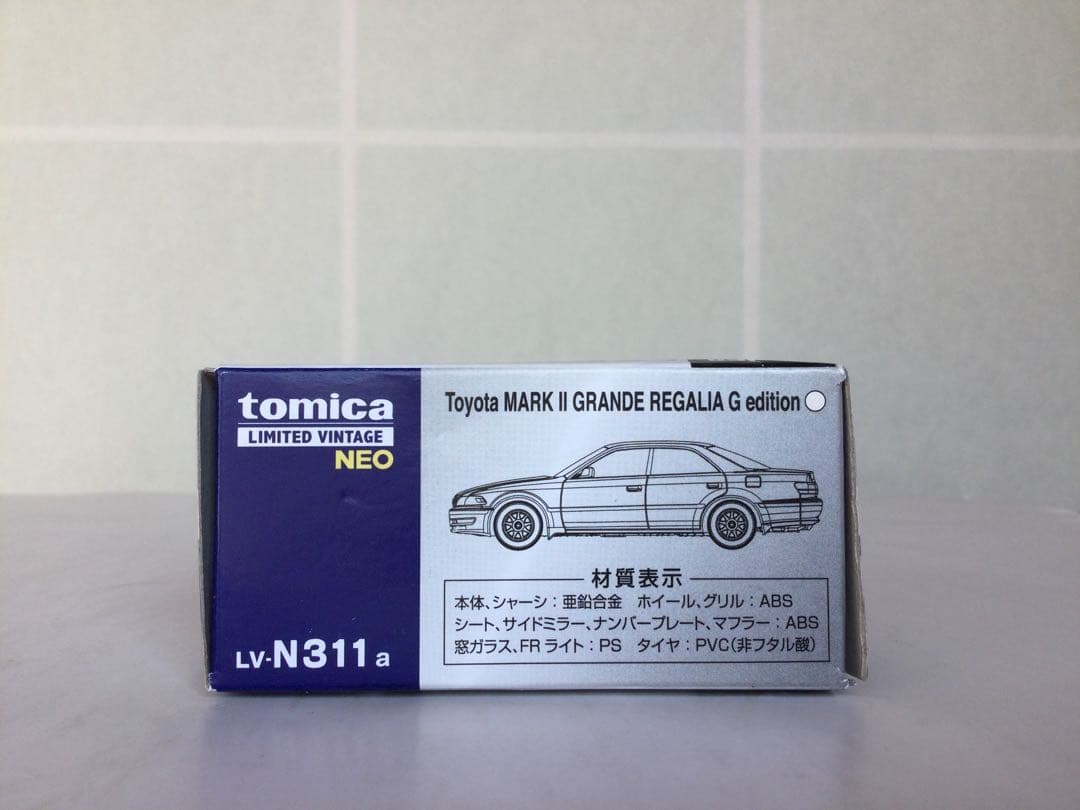 tomica
LIMITED VINTAGE
NEO
LV-N311a
Toyota MARK II GRANDE REGALIA G edition
材質表示
本体、シャーシ：亜鉛合金　ホイール、グリル：ABS
シート、サイドミラー、ナンバープレート、マフラー：ABS
窓ガラス、FRライト：PS　タイヤ：PVC（非フタル酸）